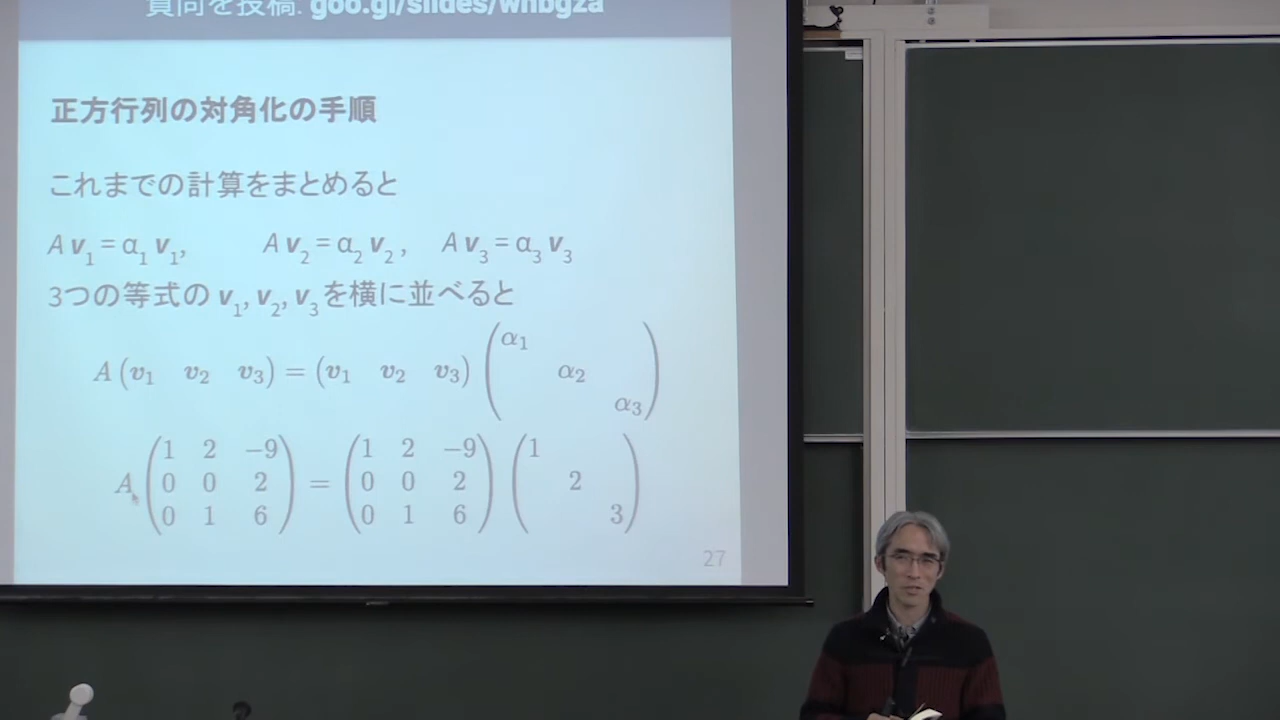 質問を投稿: goo.gl/slides/wnbgza
正方行列の対角化の手順
これまでの計算をまとめると
A v₁ = α₁ v₁, A v₂ = α₂ v₂ , A v₃ = α₃ v₃
3つの等式の v₁, v₂, v₃ を横に並べると
A (v₁ v₂ v₃) = (v₁ v₂ v₃) (α₁ α₂ α₃)
A (1 2 −9
0 0 2
0 1 6) = (1 2 −9
0 0 2
0 1 6) (1
2
3)
27